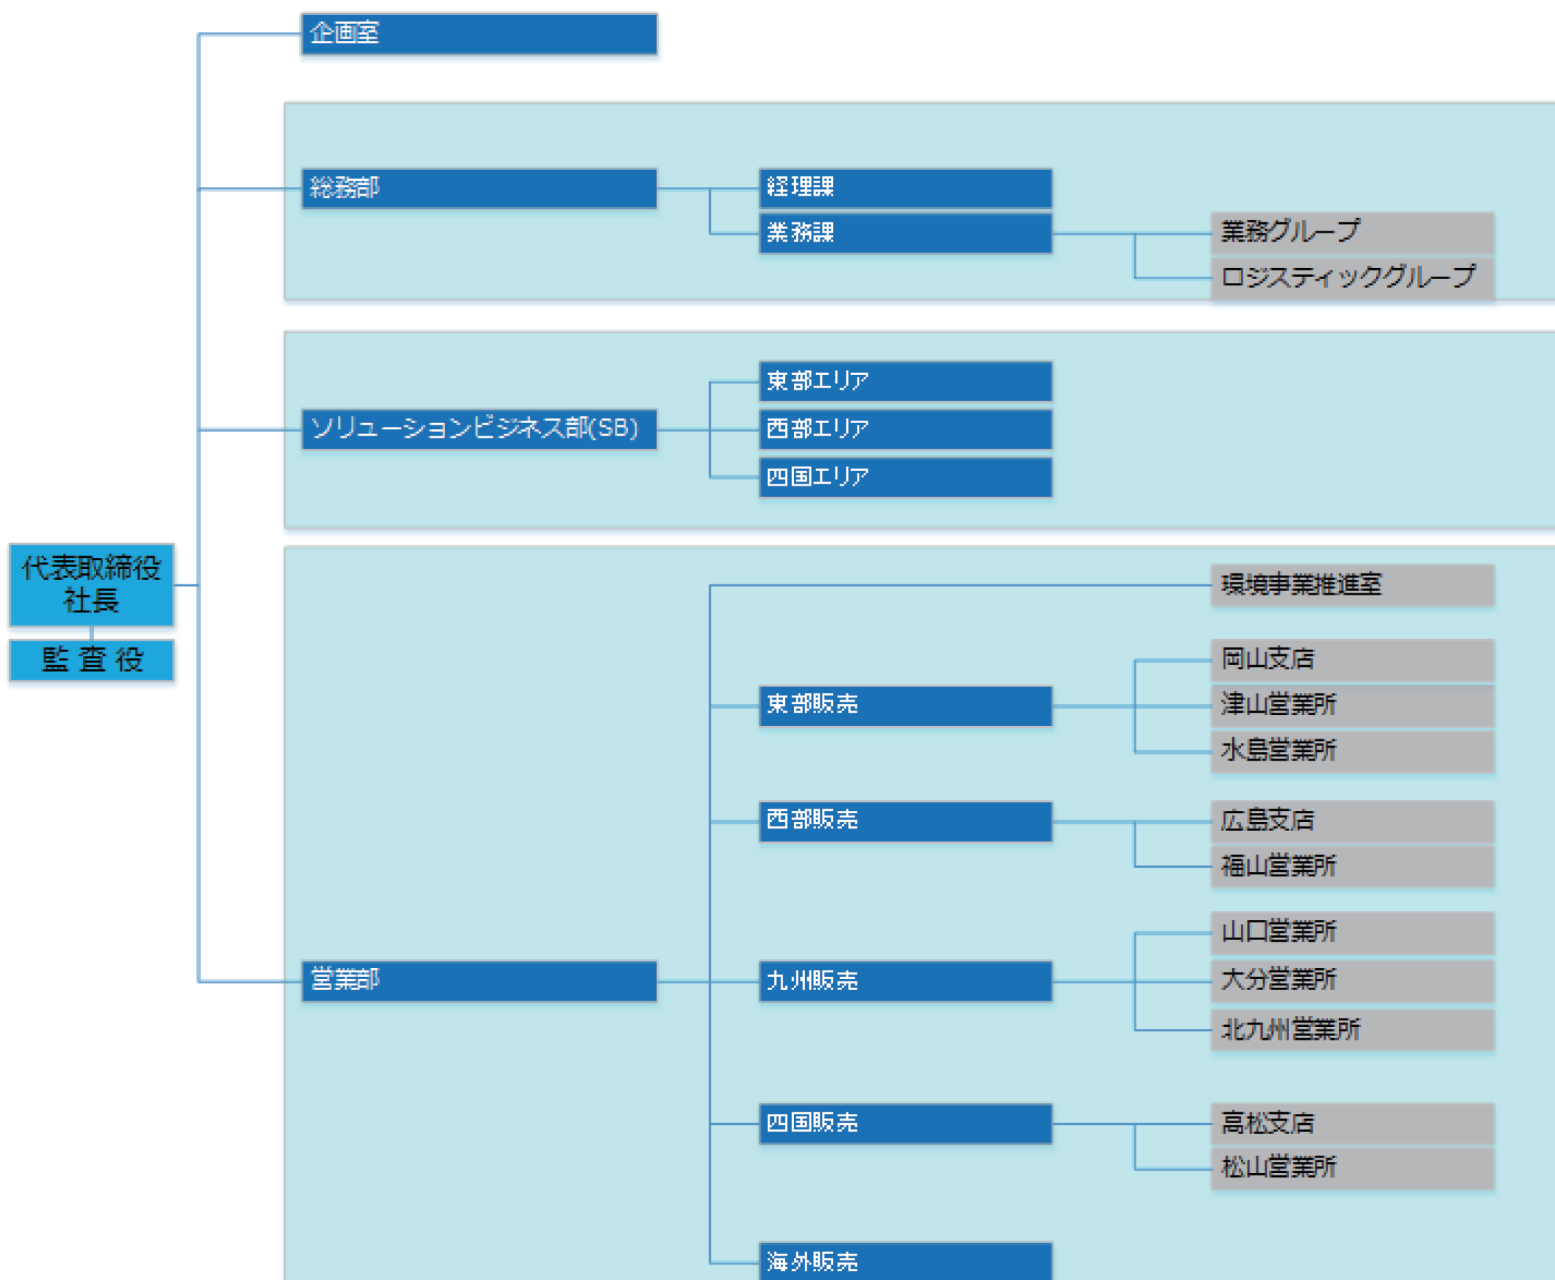 企画室
総務部
経理課
業務課
業務グループ
ロジスティックグループ
ソリューションビジネス部(SB)
東部エリア
西部エリア
四国エリア
代表取締役
社長
監査役
営業部
環境事業推進室
東部販売
岡山支店
津山営業所
水島営業所
西部販売
広島支店
福山営業所
九州販売
山口営業所
大分営業所
北九州営業所
四国販売
高松支店
松山営業所
海外販売